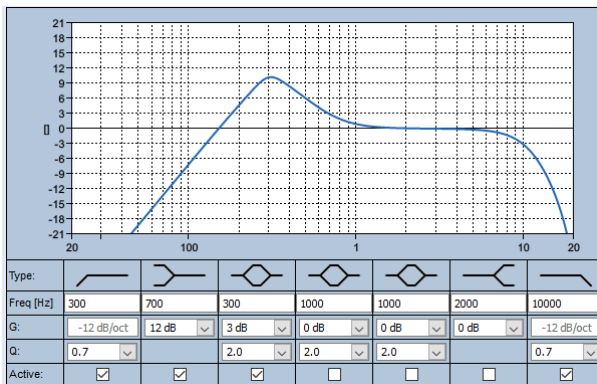 21
18
15
12
9
6
3
[] 0
-3
-6
-9
-12
-15
-18
-21
20 100 1 10 20
Type:
Freq [Hz] 300 700 300 1000 1000 2000 10000
G: -12 dB/oct 12 dB 3 dB 0 dB 0 dB 0 dB -12 dB/oct
Q: 0.7 2.0 2.0 2.0 0.7
Active: